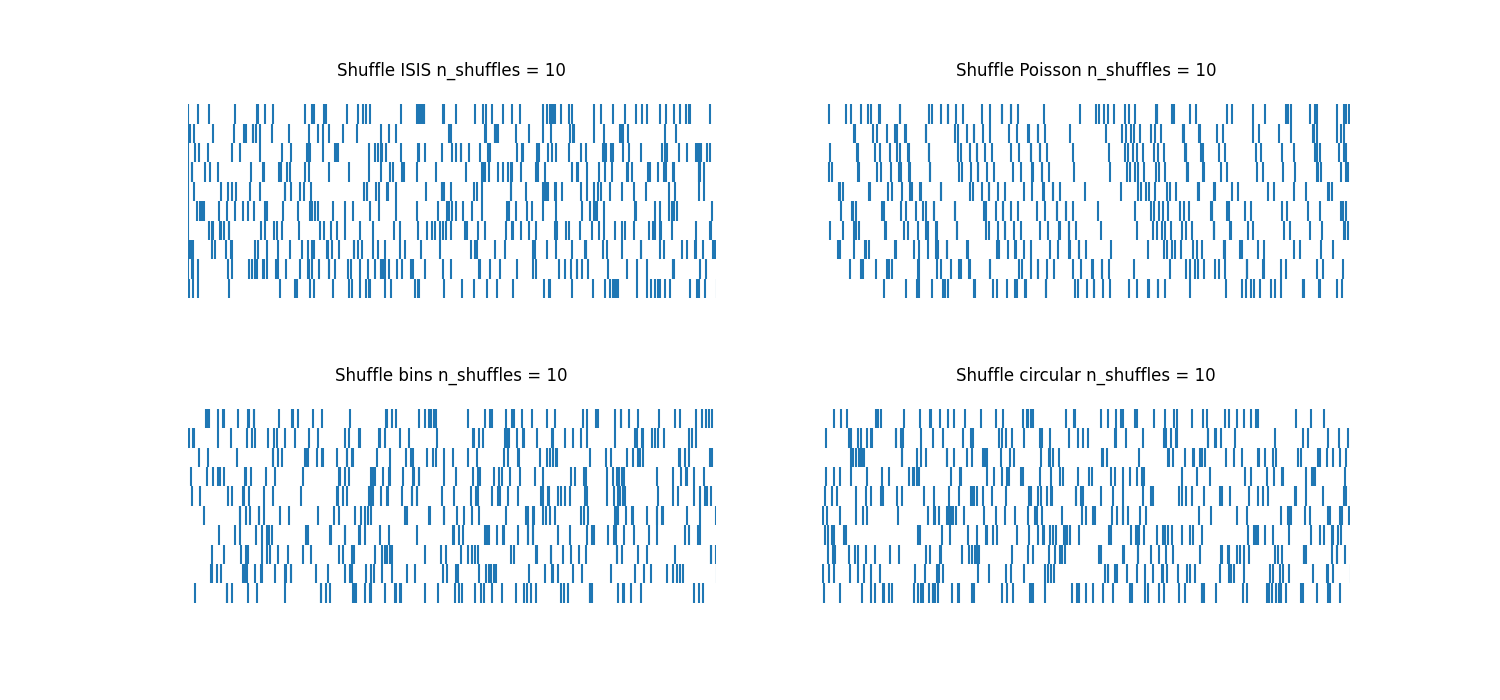 Shuffle ISIS n_shuffles = 10
Shuffle Poisson n_shuffles = 10
Shuffle bins n_shuffles = 10
Shuffle circular n_shuffles = 10